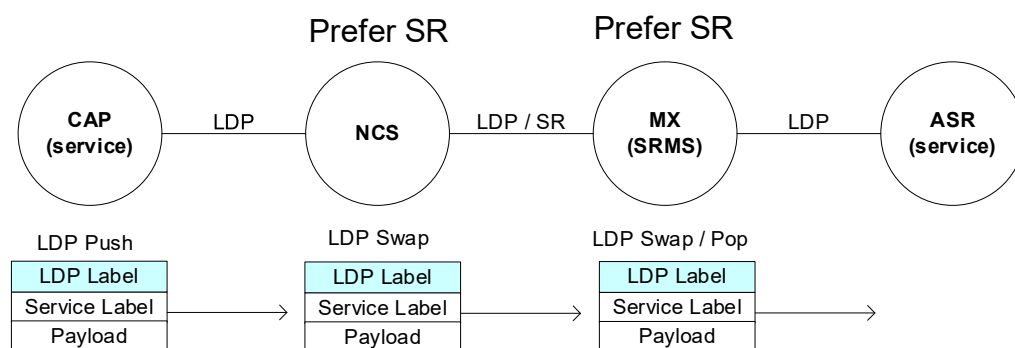 Prefer SR
Prefer SR
CAP
(service)
LDP
NCS
LDP / SR
MX
(SRMS)
LDP
ASR
(service)
LDP Push
LDP Label
Service Label
Payload
LDP Swap
LDP Label
Service Label
Payload
LDP Swap / Pop
LDP Label
Service Label
Payload